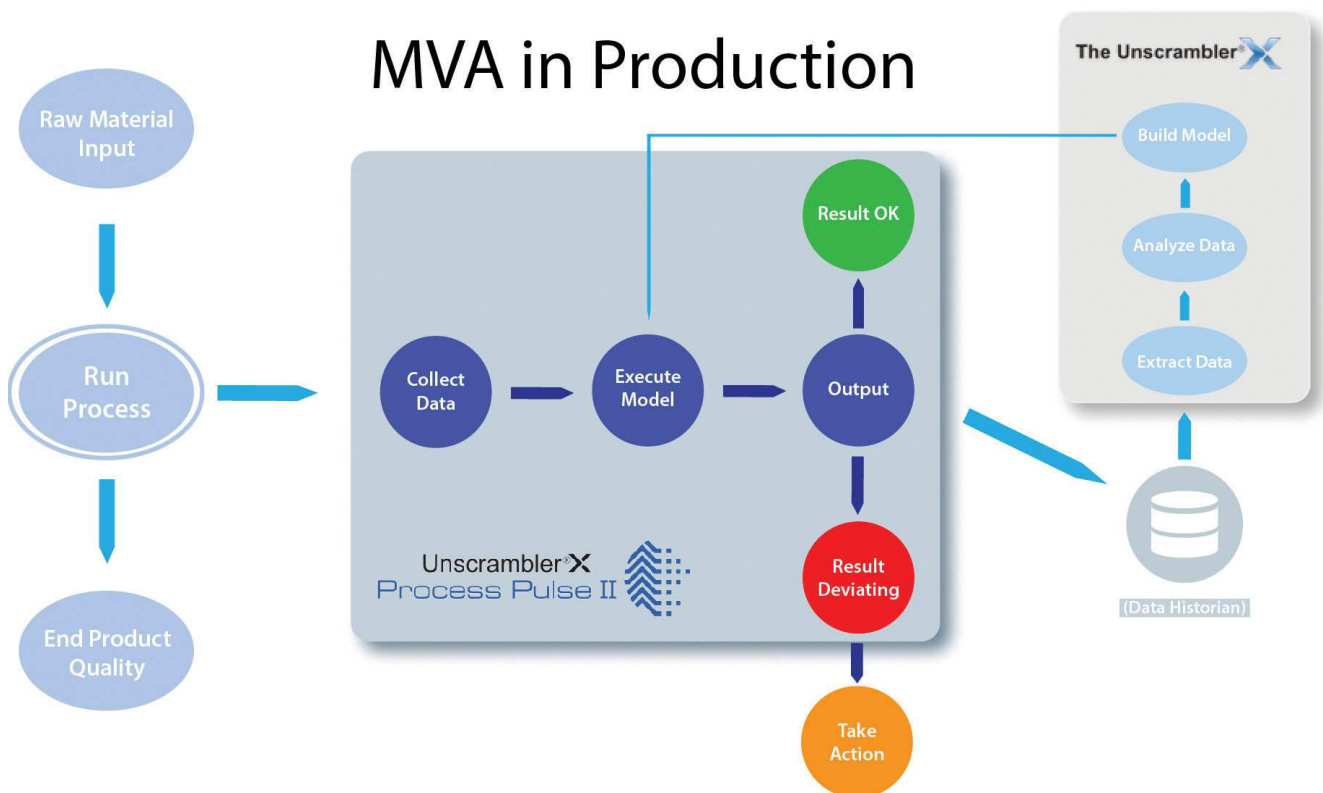 MVA in Production
Raw Material
Input
Run
Process
End Product
Quality
Collect
Data
Execute
Model
Output
Result OK
Result
Deviating
Take
Action
Unscrambler®X
Process Pulse II
The Unscrambler®X
Build Model
Analyze Data
Extract Data
(Data Historian)